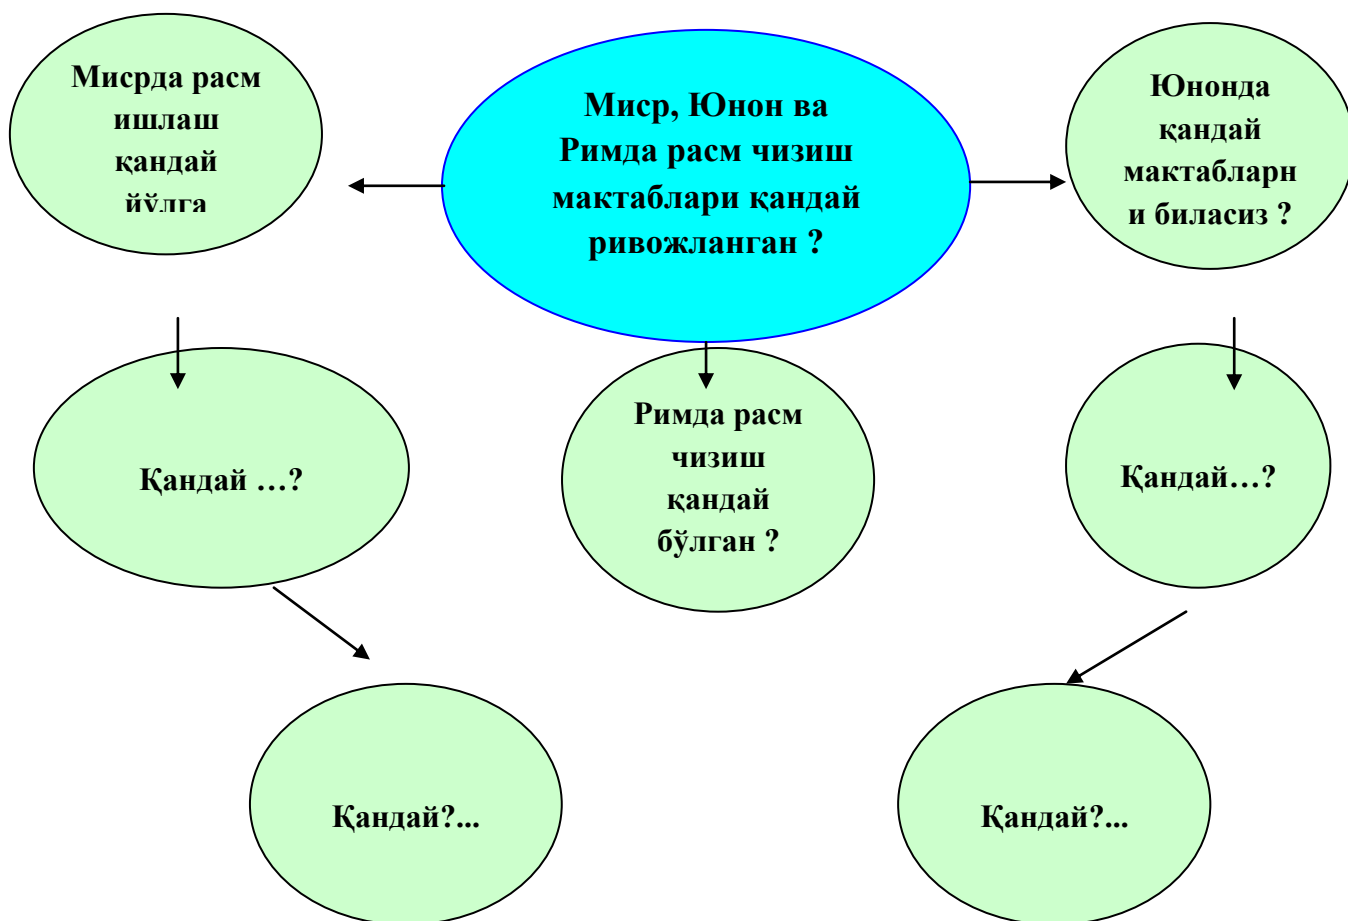 Мисрда расм
ишлаш
қандай
йўлга
Миср, Юнон ва
Римда расм чизиш
мактаблари қандай
ривожланган ?
Юнонда
қандай
мактабларн
и биласиз ?
Қандай …?
Римда расм
чизиш
қандай
бўлган ?
Қандай…?
Қандай?...
Қандай?...